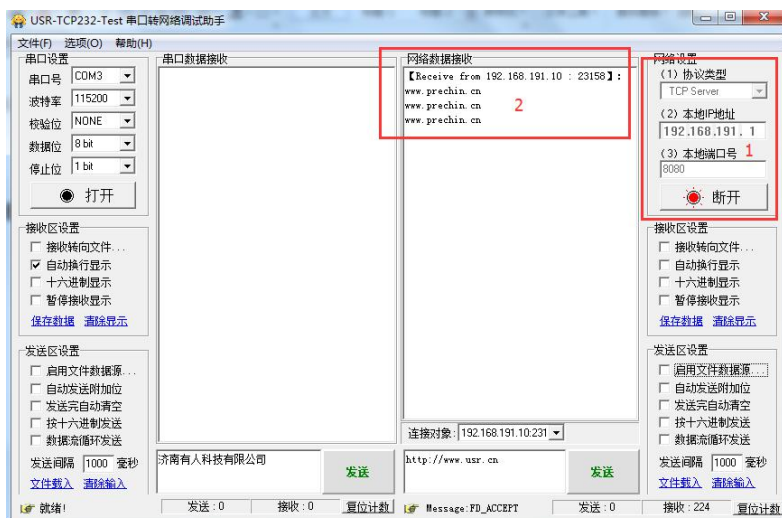 USR-TCP232-Test 串口转网络调试助手
文件(F) 选项(O) 帮助(H)
串口设置
串口号 COM3
波特率 115200
校验位 NONE
数据位 8 bit
停止位 1 bit
打开
接收区设置
接收转向文件...
自动换行显示
十六进制显示
暂停接收显示
保存数据 清除显示
发送区设置
启用文件数据源...
自动发送附加位
发送完自动清空
按十六进制发送
数据流循环发送
发送间隔 1000 毫秒
文件载入 清除输入
就绪!
串口数据接收
济南有人科技有限公司
发送
发送 : 0 接收 : 0 复位计数
网络数据接收
【Receive from 192.168.191.10 : 23158】:
www.prechin.cn
www.prechin.cn
www.prechin.cn
2
连接对象: 192.168.191.10:231
http://www.usr.cn
发送
Message:FD_ACCEPT 发送 : 0 接收 : 224 复位计数
网络设置
(1) 协议类型
TCP Server
(2) 本地IP地址
192.168.191. 1
(3) 本地端口号 1
8080
断开
接收区设置
接收转向文件...
自动换行显示
十六进制显示
暂停接收显示
保存数据 清除显示
发送区设置
启用文件数据源...
自动发送附加位
发送完自动清空
按十六进制发送
数据流循环发送
发送间隔 1000 毫秒
文件载入 清除输入